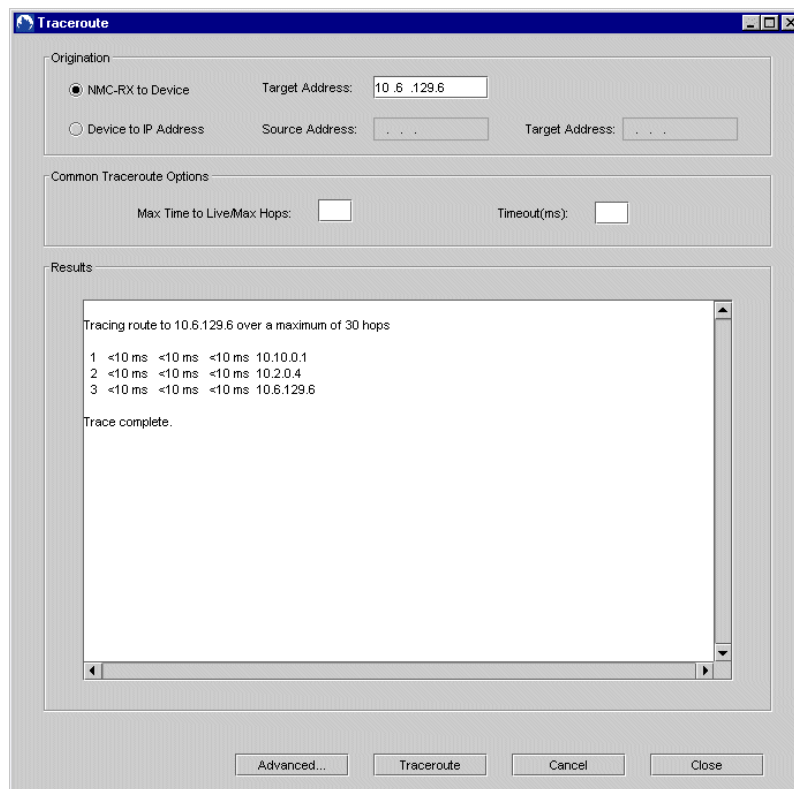 Traceroute
Origination
NMC-RX to Device Target Address: 10 .6 .129.6
Device to IP Address Source Address: . . . Target Address: . . .
Common Traceroute Options
Max Time to Live/Max Hops: Timeout(ms):
Results
Tracing route to 10.6.129.6 over a maximum of 30 hops
1 <10 ms <10 ms <10 ms 10.10.0.1
2 <10 ms <10 ms <10 ms 10.2.0.4
3 <10 ms <10 ms <10 ms 10.6.129.6
Trace complete.
Advanced... Traceroute Cancel Close